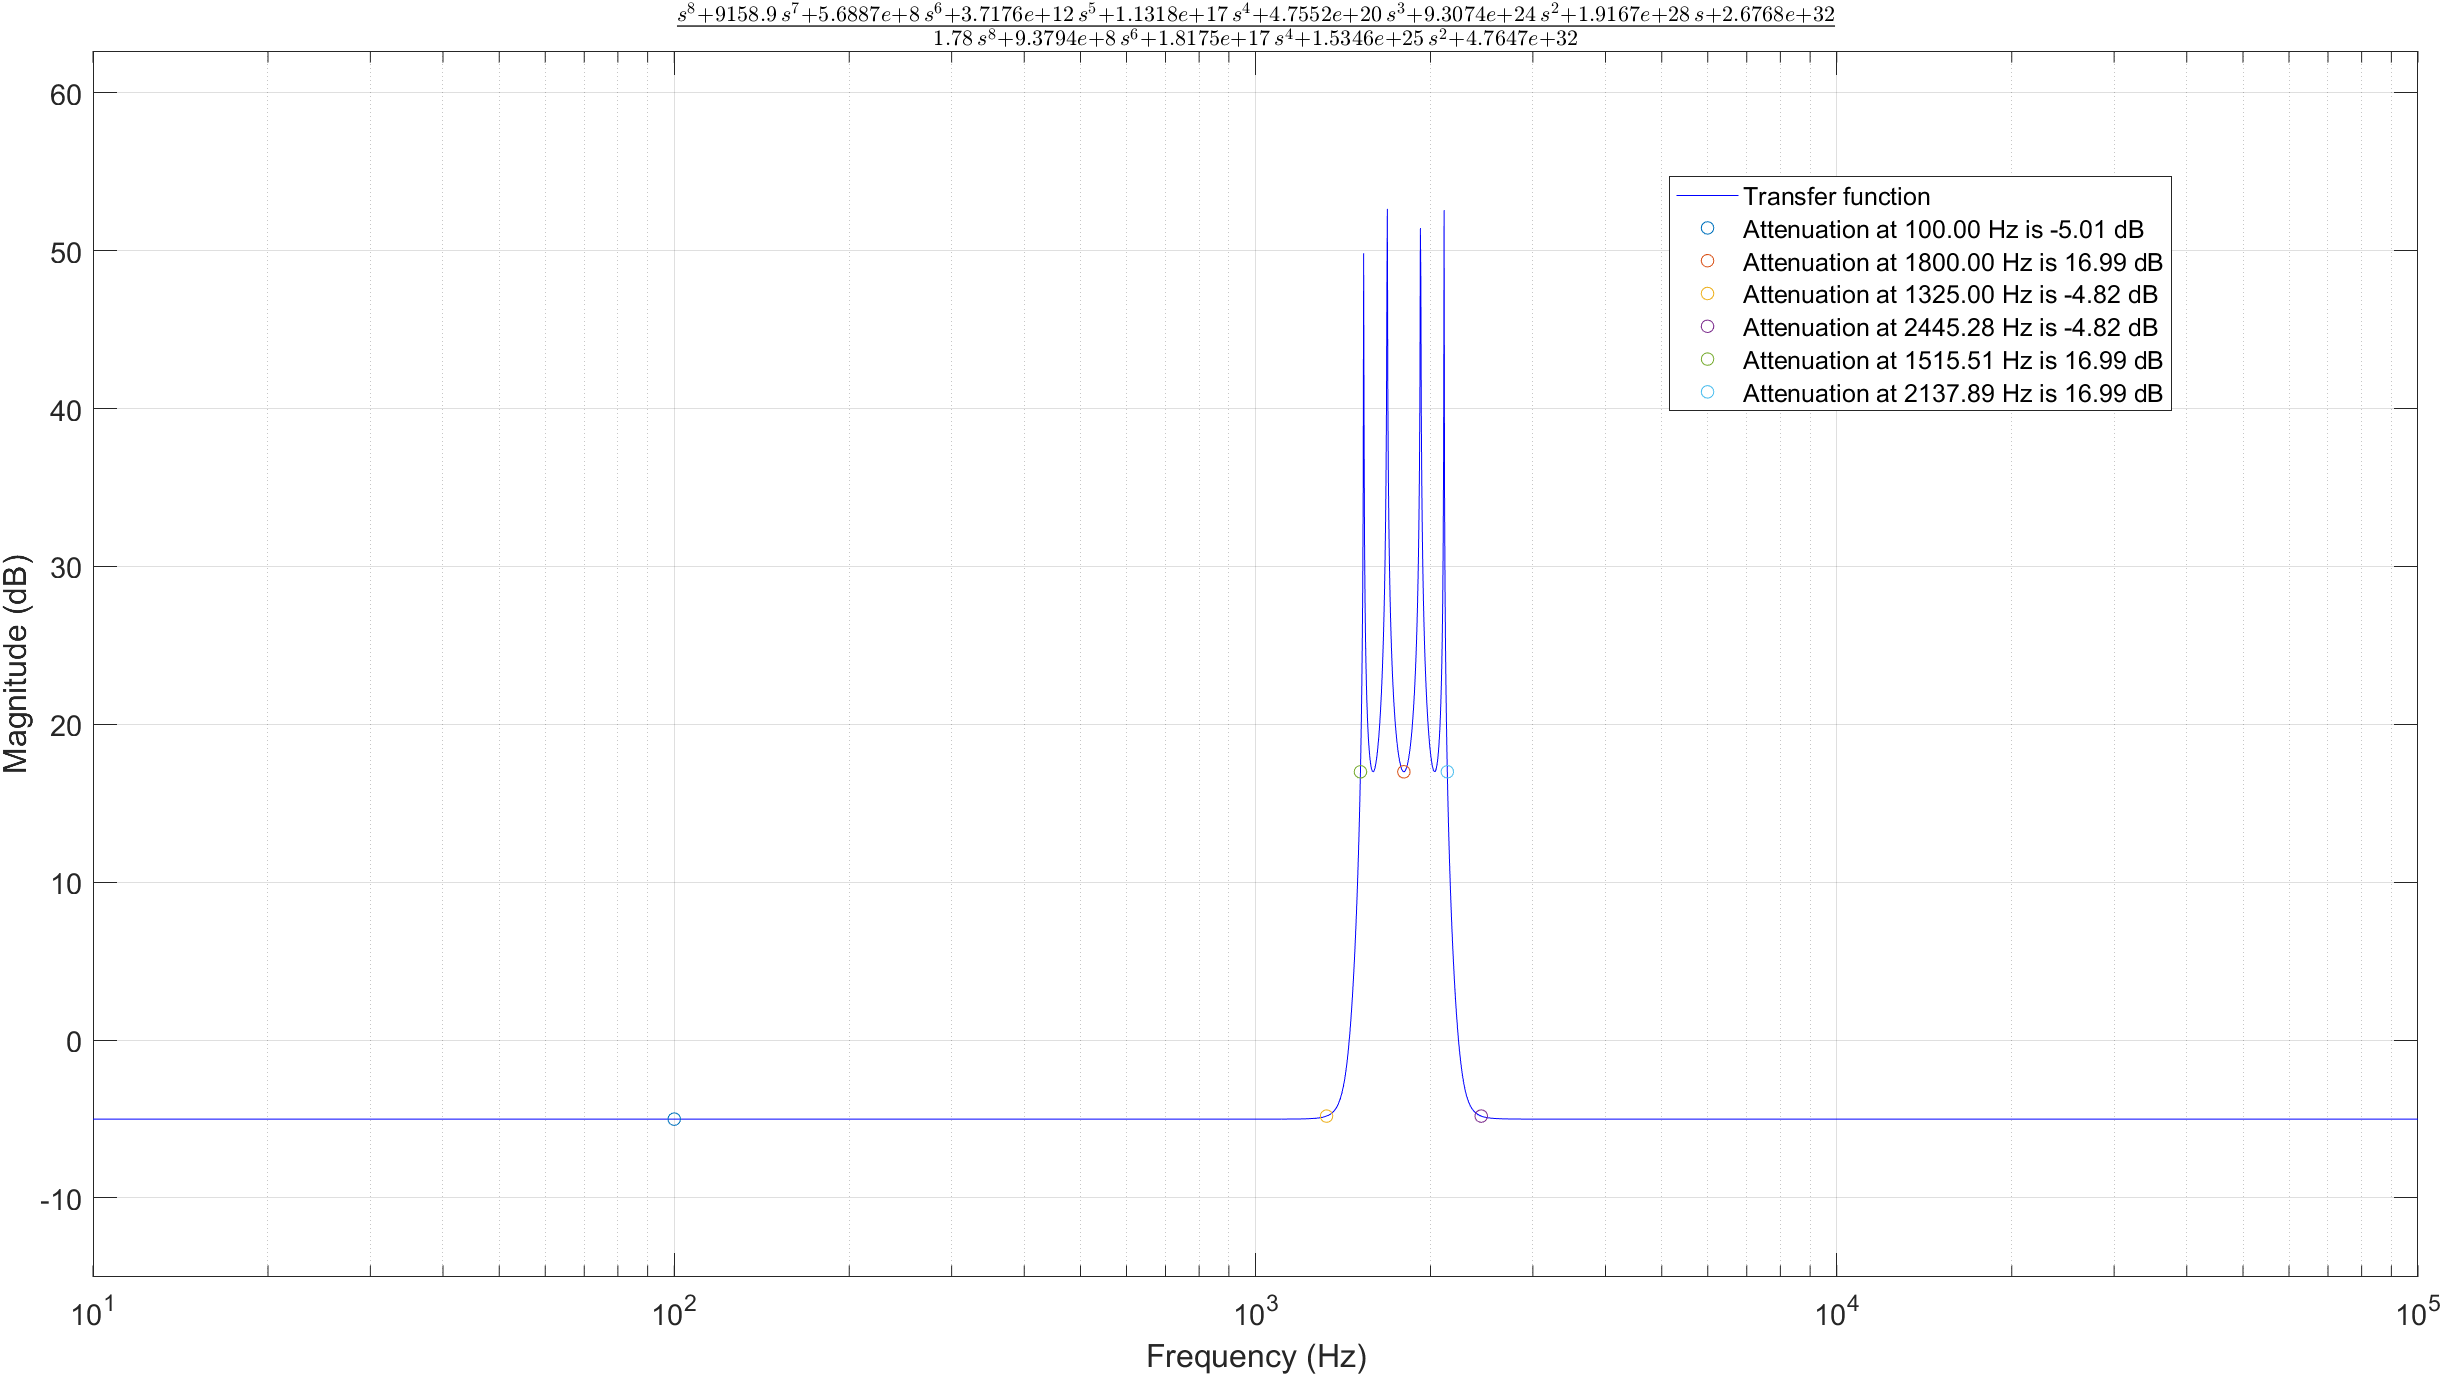 s^8+9158.9 s^7+5.6887e+8 s^6+3.7176e+12 s^5+1.1318e+17 s^4+4.7552e+20 s^3+9.3074e+24 s^2+1.9167e+28 s+2.6768e+32
1.78 s^8+9.3794e+8 s^6+1.8175e+17 s^4+1.5346e+25 s^2+4.7647e+32
60
50
40
30
20
10
0
-10
Magnitude (dB)
Transfer function
Attenuation at 100.00 Hz is -5.01 dB
Attenuation at 1800.00 Hz is 16.99 dB
Attenuation at 1325.00 Hz is -4.82 dB
Attenuation at 2445.28 Hz is -4.82 dB
Attenuation at 1515.51 Hz is 16.99 dB
Attenuation at 2137.89 Hz is 16.99 dB
10^1 10^2 10^3 10^4 10^5
Frequency (Hz)